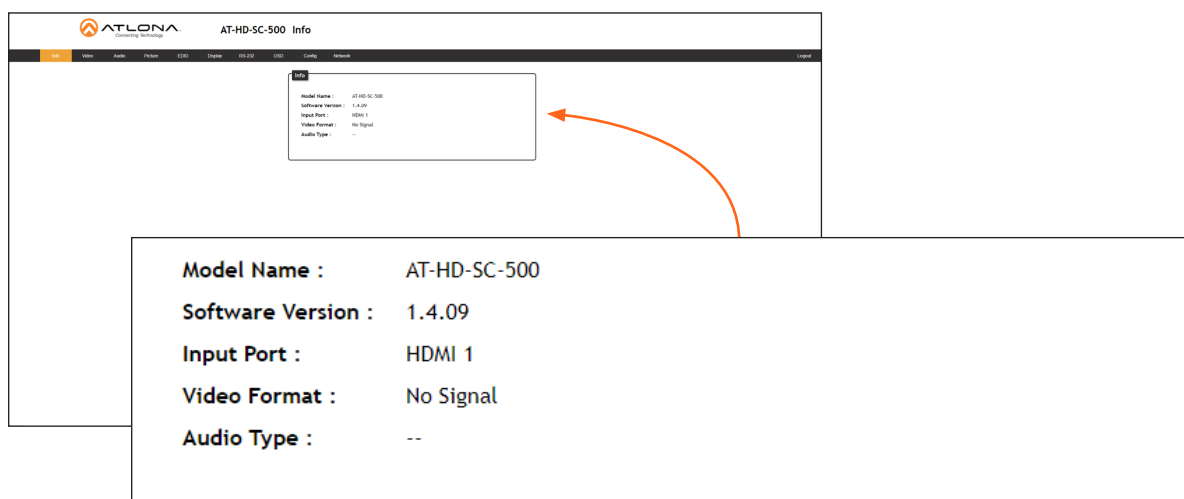 ATLONA
Connecting Technology
AT-HD-SC-500 Info
Info Video Audio Picture EDID Display RS-232 OSD Config Network Logout
Info
Model Name : AT-HD-SC-500
Software Version : 1.4.09
Input Port : HDMI 1
Video Format : No Signal
Audio Type : --
Model Name : AT-HD-SC-500
Software Version : 1.4.09
Input Port : HDMI 1
Video Format : No Signal
Audio Type : --